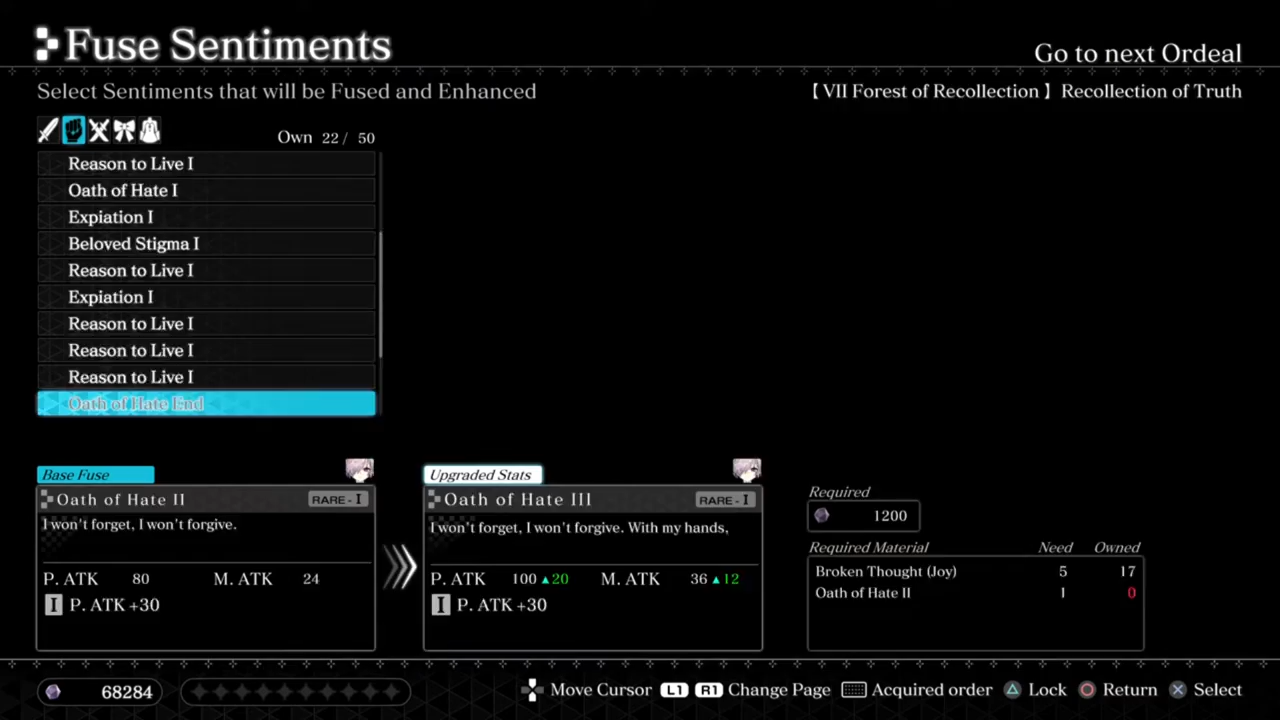 Fuse Sentiments
Go to next Ordeal
Select Sentiments that will be Fused and Enhanced
【 VII Forest of Recollection 】 Recollection of Truth
Own 22 / 50
Reason to Live I
Oath of Hate I
Expiation I
Beloved Stigma I
Reason to Live I
Expiation I
Reason to Live I
Reason to Live I
Reason to Live I
Oath of Hate End
Base Fuse
Oath of Hate II RARE - I
I won't forget, I won't forgive.
P. ATK 80 M. ATK 24
I P. ATK +30
Upgraded Stats
Oath of Hate III RARE - I
I won't forget, I won't forgive. With my hands,
P. ATK 100 ▲20 M. ATK 36 ▲12
I P. ATK +30
Required
1200
Required Material Need Owned
Broken Thought (Joy) 5 17
Oath of Hate II 1 0
68284
Move Cursor L1 R1 Change Page Acquired order Lock Return Select